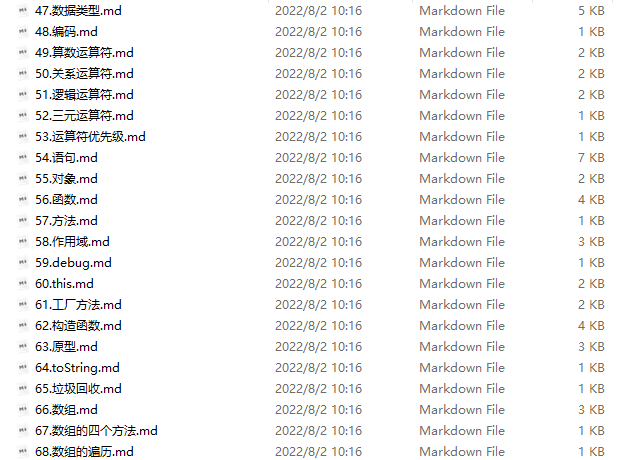 47.数据类型.md 2022/8/2 10:16 Markdown File 5 KB
48.编码.md 2022/8/2 10:16 Markdown File 1 KB
49.算数运算符.md 2022/8/2 10:16 Markdown File 2 KB
50.关系运算符.md 2022/8/2 10:16 Markdown File 2 KB
51.逻辑运算符.md 2022/8/2 10:16 Markdown File 2 KB
52.三元运算符.md 2022/8/2 10:16 Markdown File 1 KB
53.运算符优先级.md 2022/8/2 10:16 Markdown File 1 KB
54.语句.md 2022/8/2 10:16 Markdown File 7 KB
55.对象.md 2022/8/2 10:16 Markdown File 2 KB
56.函数.md 2022/8/2 10:16 Markdown File 4 KB
57.方法.md 2022/8/2 10:16 Markdown File 1 KB
58.作用域.md 2022/8/2 10:16 Markdown File 3 KB
59.debug.md 2022/8/2 10:16 Markdown File 1 KB
60.this.md 2022/8/2 10:16 Markdown File 2 KB
61.工厂方法.md 2022/8/2 10:16 Markdown File 2 KB
62.构造函数.md 2022/8/2 10:16 Markdown File 4 KB
63.原型.md 2022/8/2 10:16 Markdown File 3 KB
64.toString.md 2022/8/2 10:16 Markdown File 1 KB
65.垃圾回收.md 2022/8/2 10:16 Markdown File 1 KB
66.数组.md 2022/8/2 10:16 Markdown File 3 KB
67.数组的四个方法.md 2022/8/2 10:16 Markdown File 1 KB
68.数组的遍历.md 2022/8/2 10:16 Markdown File 1 KB